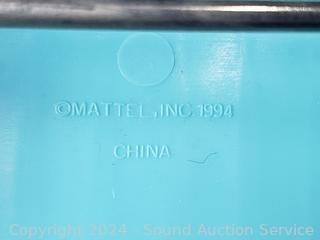 ©MATTEL, INC 1994
CHINA
Copyright 2024 - Sound Auction Service